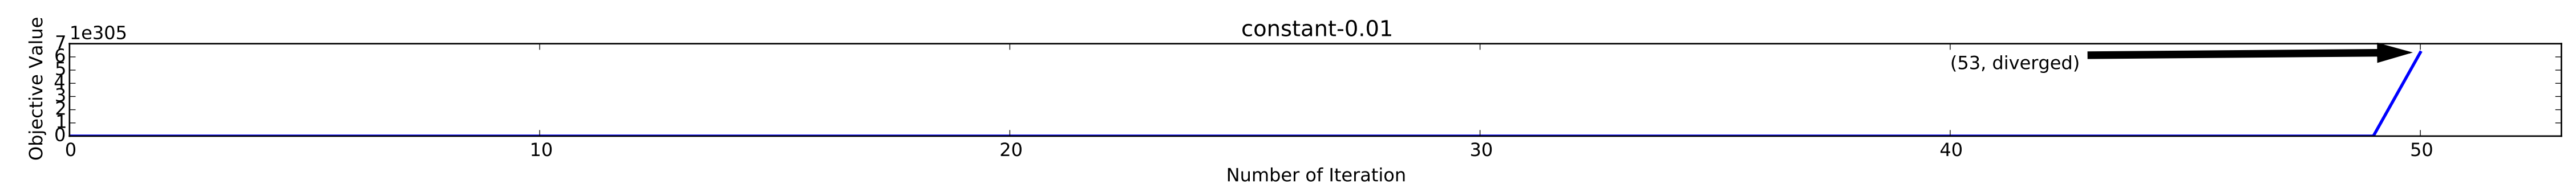 constant-0.01
1e305
7
6
5
4
3
2
1
0
Objective Value
(53, diverged)
0 10 20 30 40 50
Number of Iteration